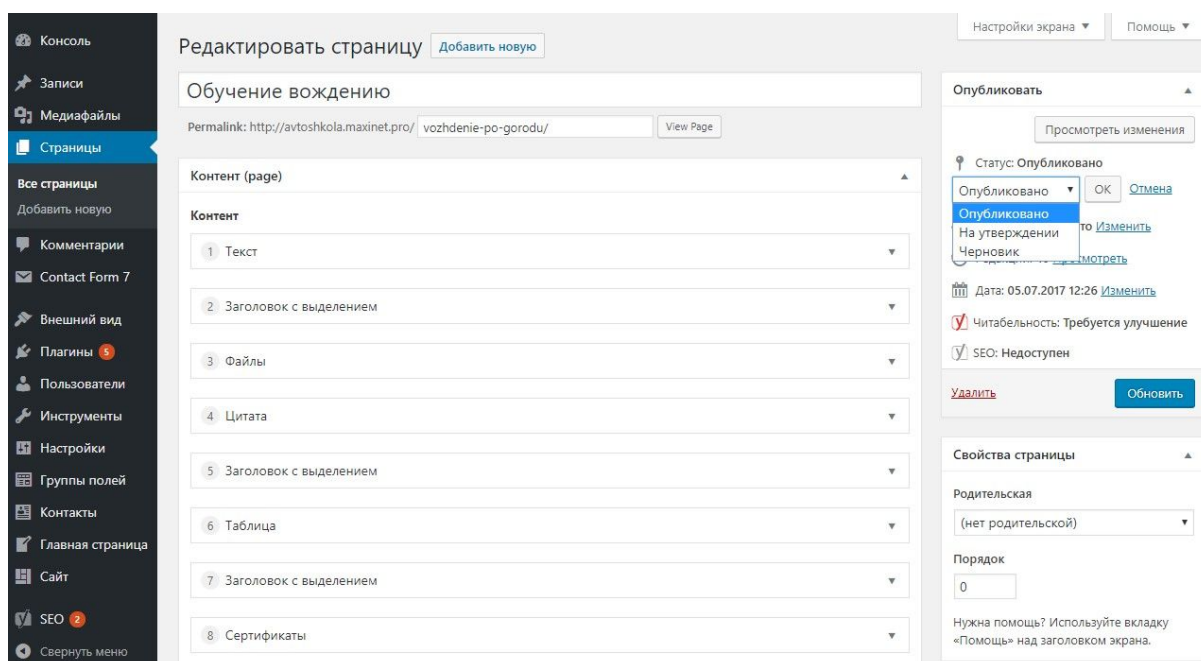 Консоль
Записи
Медиафайлы
Страницы
Все страницы
Добавить новую
Комментарии
Contact Form 7
Внешний вид
Плагины 5
Пользователи
Инструменты
Настройки
Группы полей
Контакты
Главная страница
Сайт
SEO 2
Свернуть меню
Настройки экрана ▼ Помощь ▼
Редактировать страницу Добавить новую
Обучение вождению
Permalink: http://avtoshkola.maxinet.pro/ vozhdenie-po-gorodu/ View Page
Контент (page)
Контент
1 Текст
2 Заголовок с выделением
3 Файлы
4 Цитата
5 Заголовок с выделением
6 Таблица
7 Заголовок с выделением
8 Сертификаты
Опубликовать
Просмотреть изменения
Статус: Опубликовано
Опубликовано OK Отмена
Опубликовано
На утверждении
Черновик
Изменить
Дата: 05.07.2017 12:26 Изменить
Читабельность: Требуется улучшение
SEO: Недоступен
Удалить Обновить
Свойства страницы
Родительская
(нет родительской)
Порядок
0
Нужна помощь? Используйте вкладку
«Помощь» над заголовком экрана.